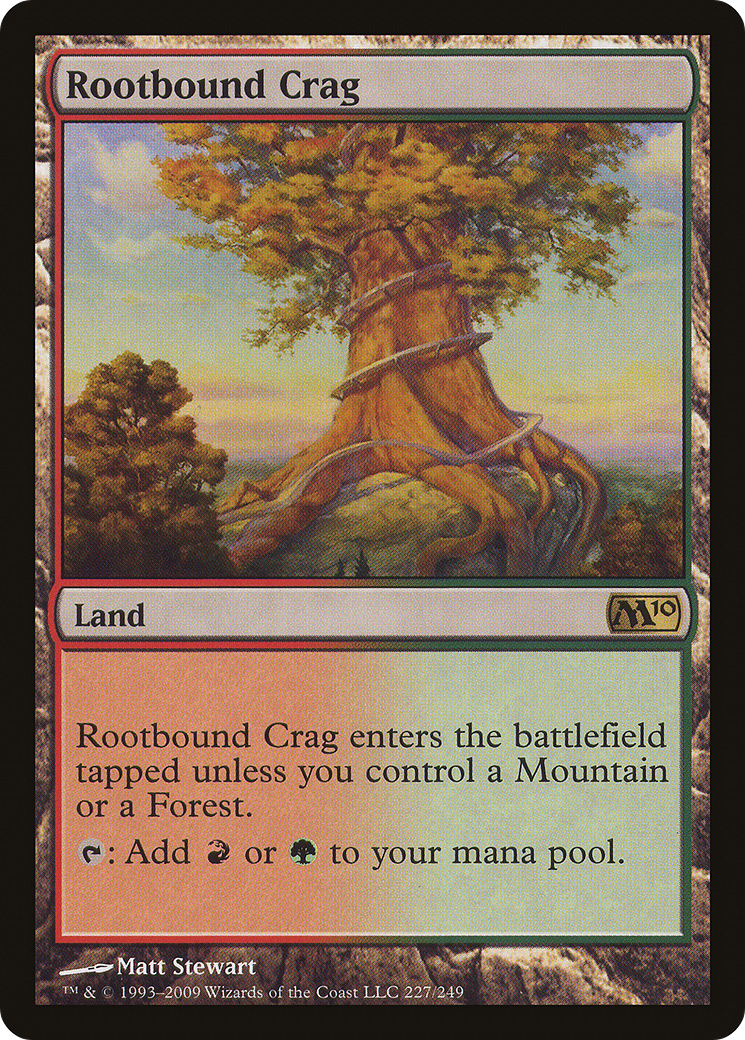 Rootbound Crag
Land
M10
Rootbound Crag enters the battlefield
tapped unless you control a Mountain
or a Forest.
: Add or to your mana pool.
Matt Stewart
™ & © 1993–2009 Wizards of the Coast LLC 227/249